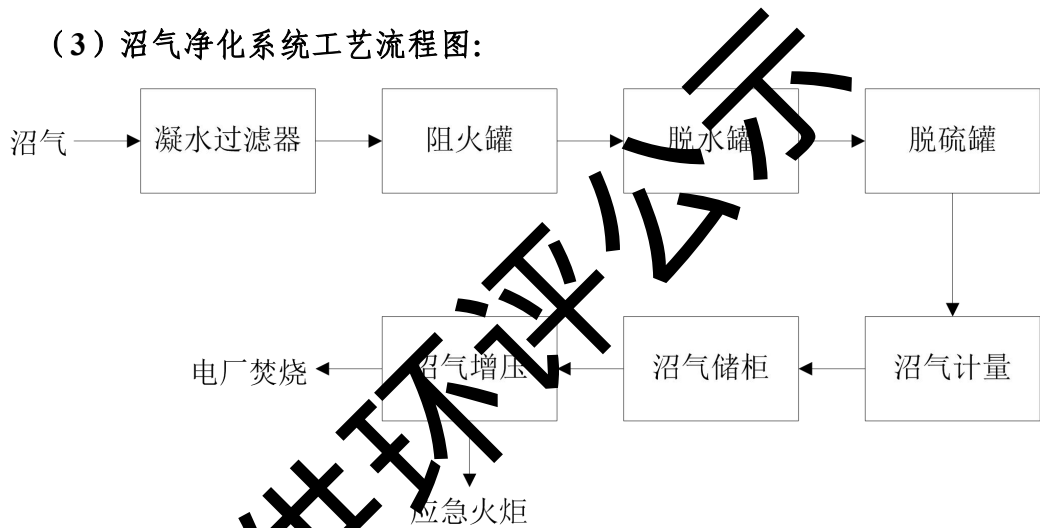 （3）沼气净化系统工艺流程图:
沼气
凝水过滤器
阻火罐
脱水罐
脱硫罐
电厂焚烧
沼气增压
沼气储柜
沼气计量
应急火炬
供环评公示